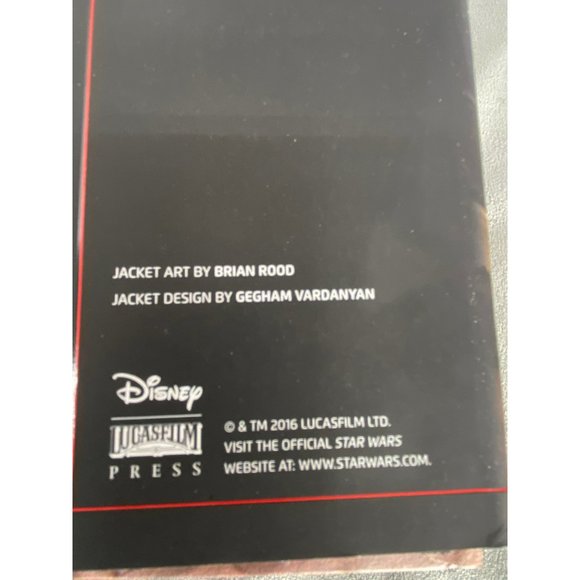 JACKET ART BY BRIAN ROOD
JACKET DESIGN BY GEGHAM VARDANYAN
Disney
LUCASFILM
PRESS
© & TM 2016 LUCASFILM LTD.
VISIT THE OFFICIAL STAR WARS
WEBSITE AT: WWW.STARWARS.COM.